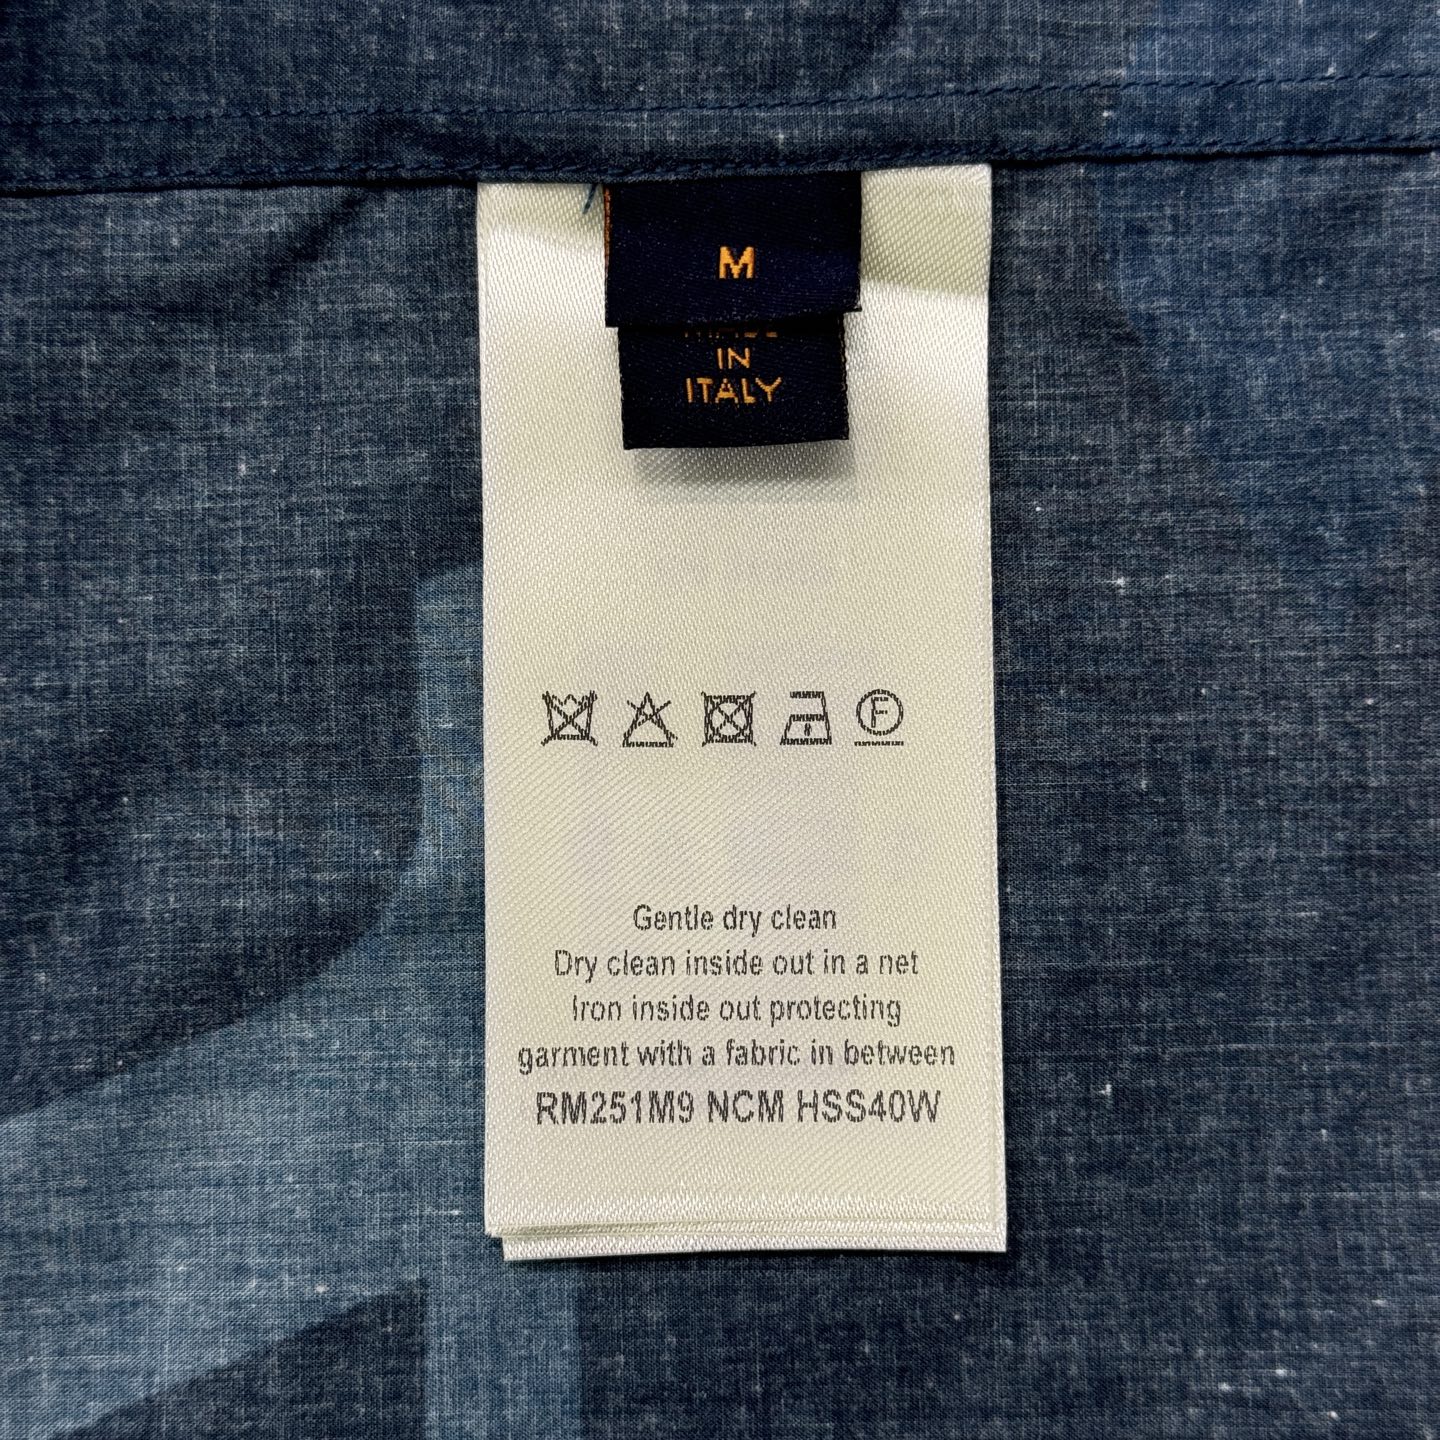 M
MADE
IN
ITALY
F
Gentle dry clean
Dry clean inside out in a net
Iron inside out protecting
garment with a fabric in between
RM251M9 NCM HSS40W